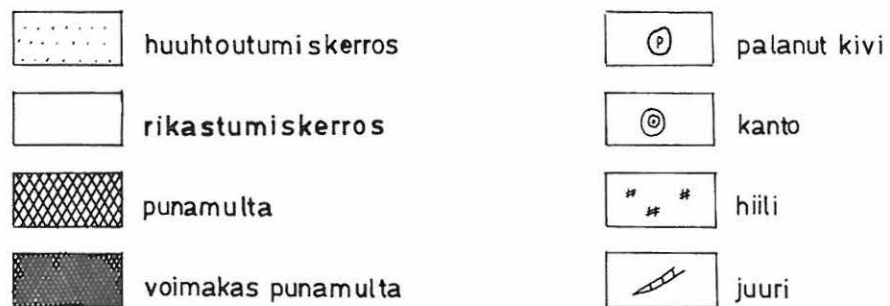 huuhtoutumiskerros
rikastumiskerros
punamulta
voimakas punamulta
P palanut kivi
kanto
hiili
juuri